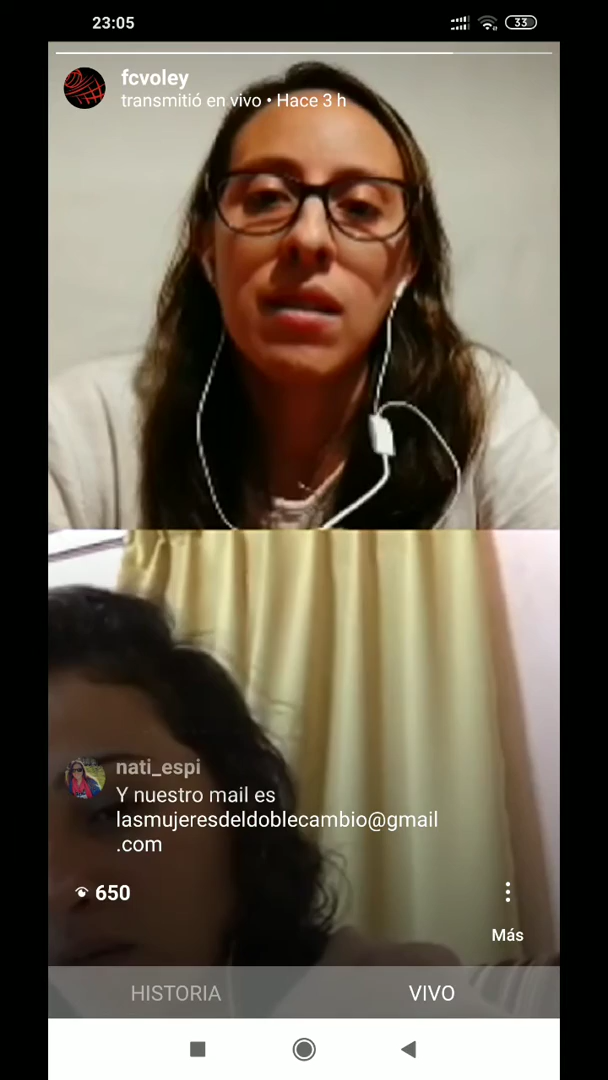 23:05
33
fcvoley
transmitió en vivo • Hace 3 h
nati_espi
Y nuestro mail es
lasmujeresdeldoblecambio@gmail
.com
650
Más
HISTORIA
VIVO